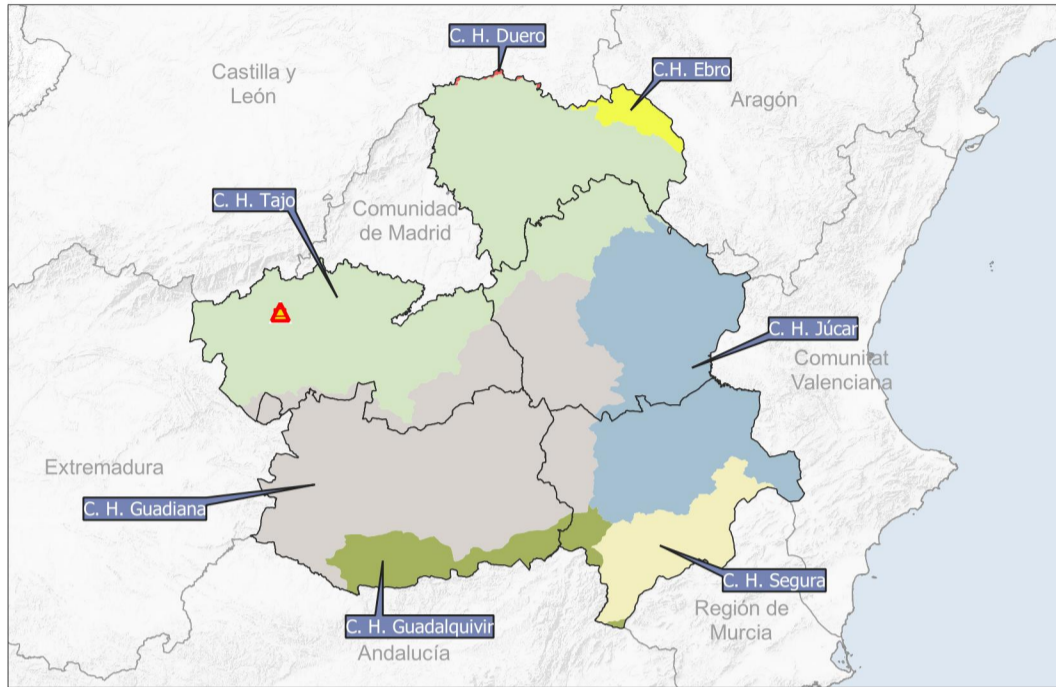 C. H. Duero
C.H. Ebro
Castilla y
León
Aragón
C. H. Tajo
Comunidad
de Madrid
C. H. Júcar
Comunitat
Valenciana
Extremadura
C. H. Guadiana
C. H. Segura
Región de
Murcia
C. H. Guadalquivir
Andalucía